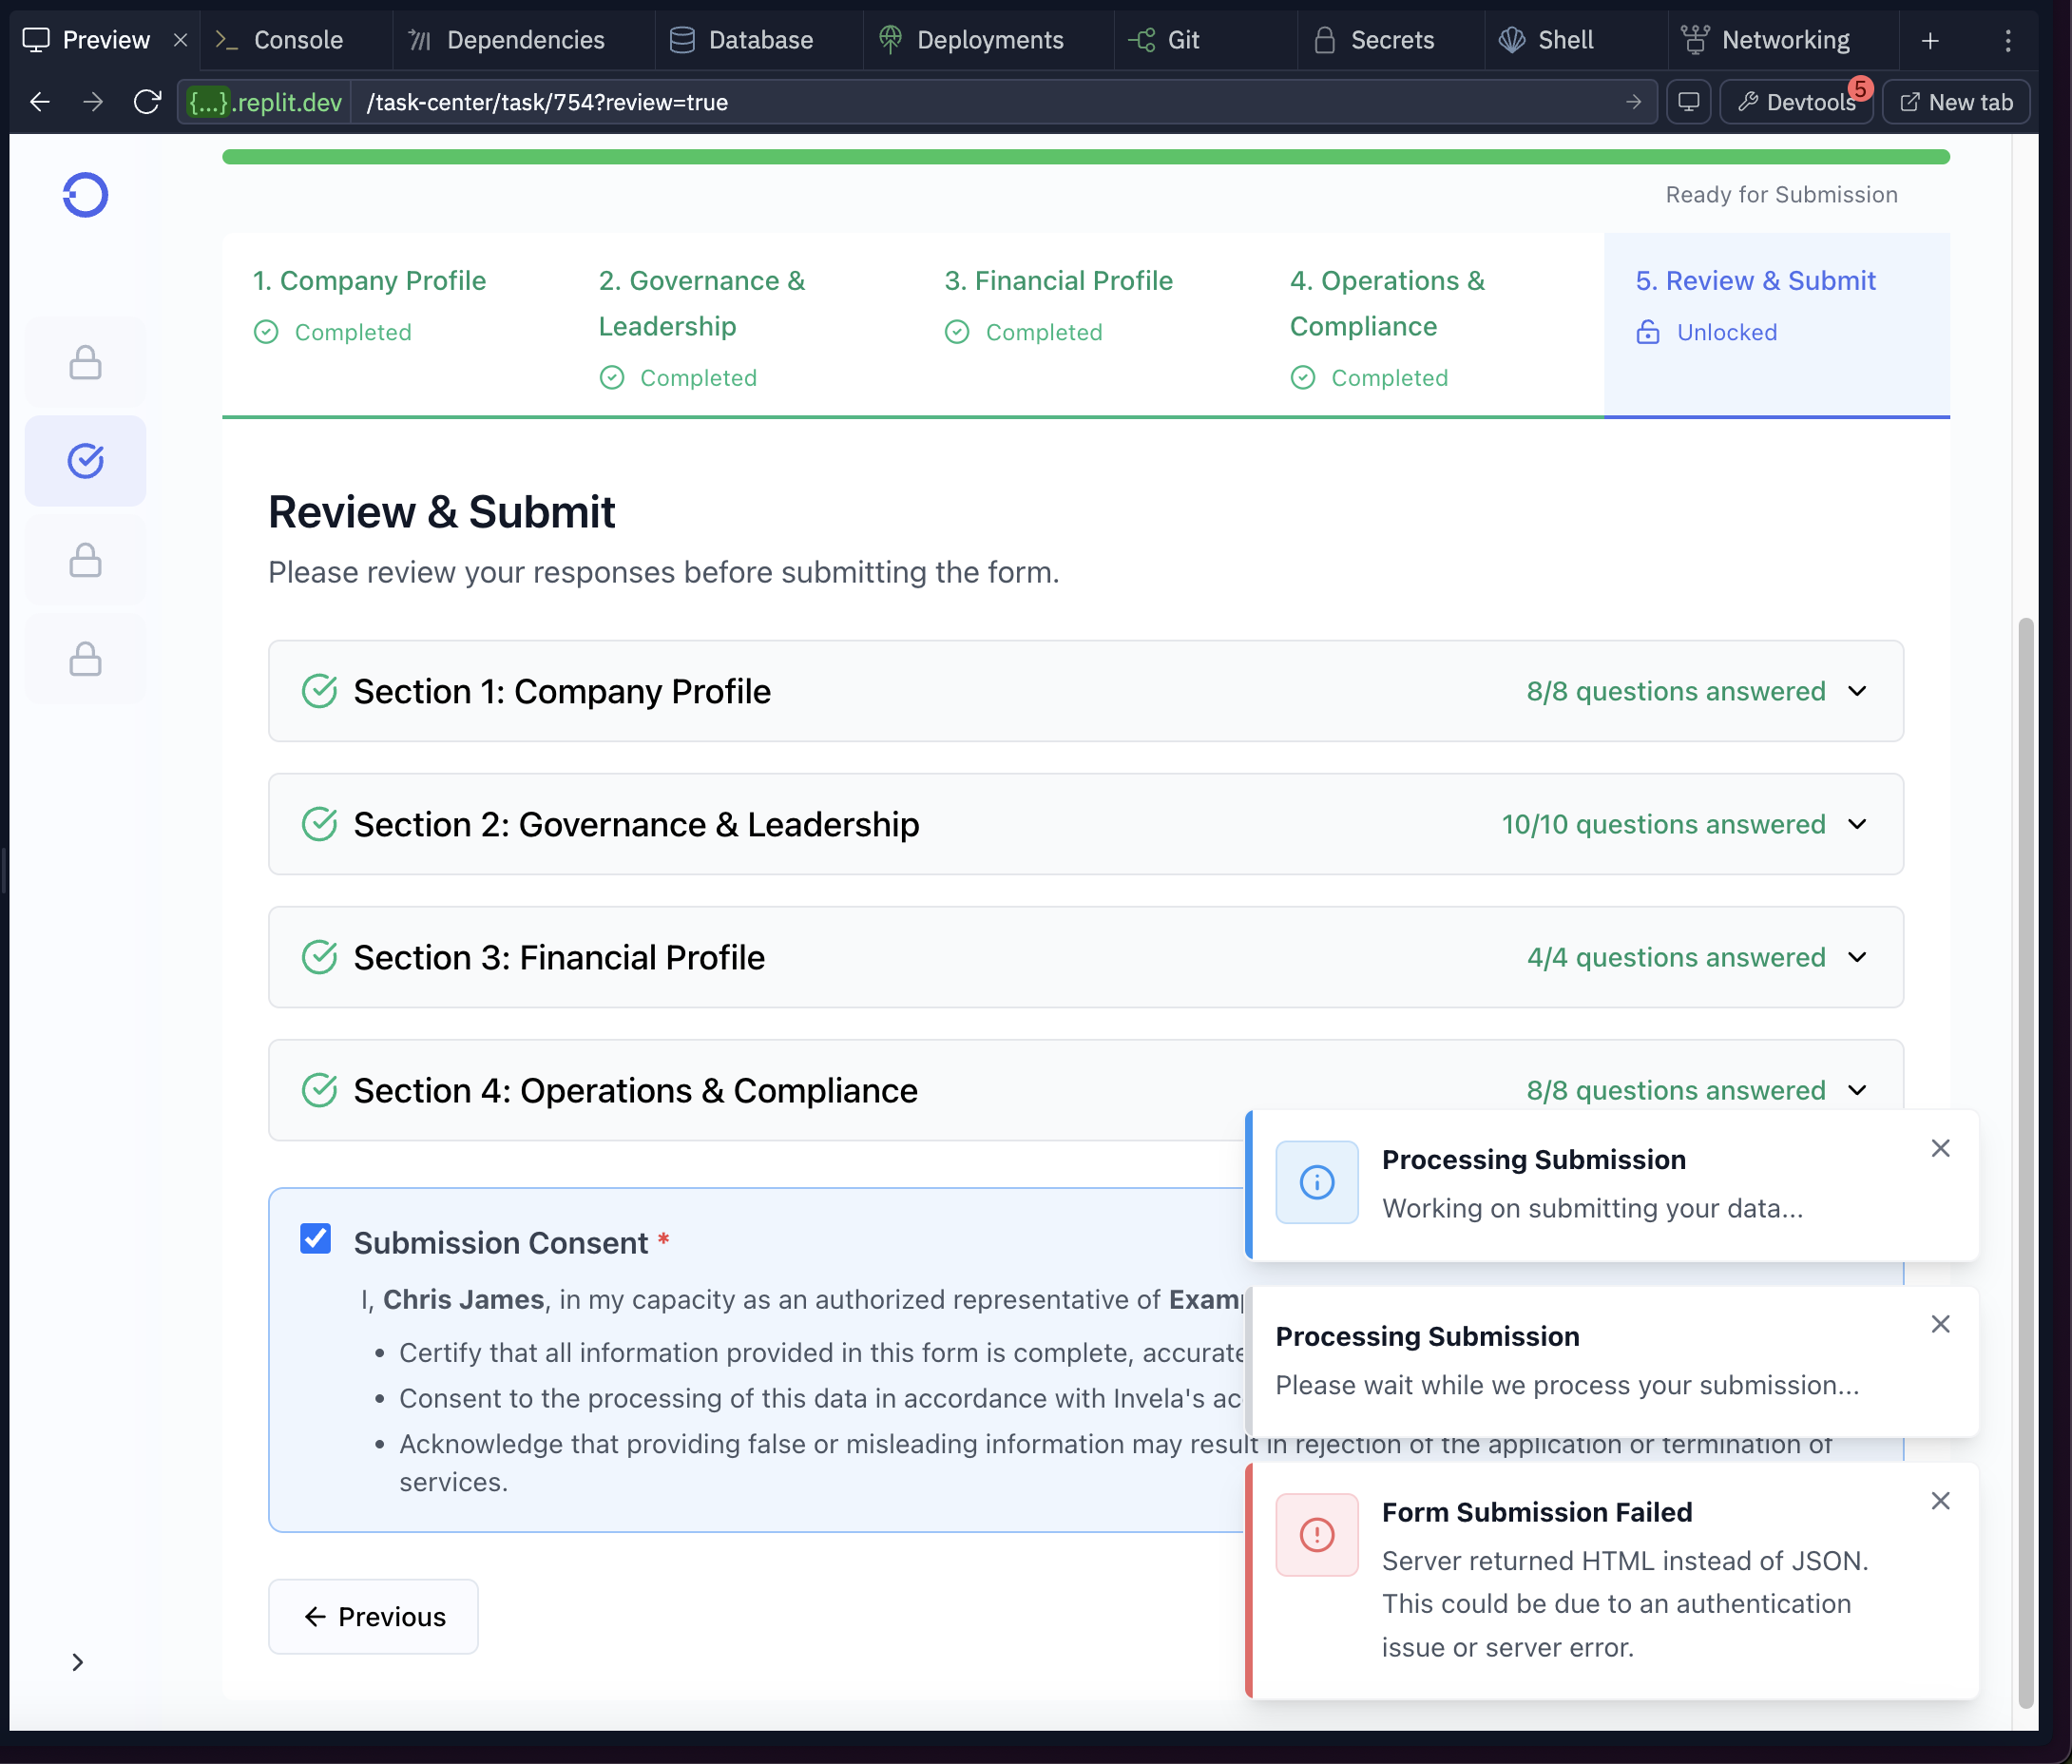 Preview
Console
Dependencies
Database
Deployments
Git
Secrets
Shell
Networking
{...}.replit.dev
/task-center/task/754?review=true
Devtools
5
New tab
Ready for Submission
1. Company Profile
Completed
2. Governance &
Leadership
Completed
3. Financial Profile
Completed
4. Operations &
Compliance
Completed
5. Review & Submit
Unlocked
Review & Submit
Please review your responses before submitting the form.
Section 1: Company Profile
8/8 questions answered
Section 2: Governance & Leadership
10/10 questions answered
Section 3: Financial Profile
4/4 questions answered
Section 4: Operations & Compliance
8/8 questions answered
Submission Consent *
I, Chris James, in my capacity as an authorized representative of
• Certify that all information provided in this form is complete, accurate
• Consent to the processing of this data in accordance with Invela's
• Acknowledge that providing false or misleading information may result in rejection of the application or termination of
services.
Previous
Processing Submission
Working on submitting your data...
Processing Submission
Please wait while we process your submission...
Form Submission Failed
Server returned HTML instead of JSON.
This could be due to an authentication
issue or server error.